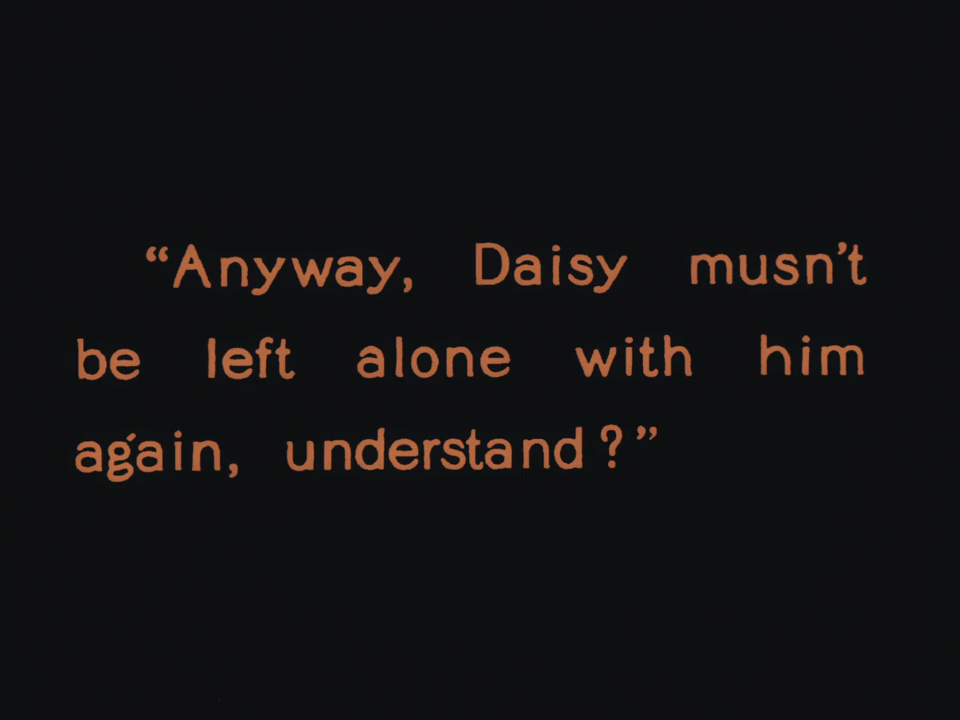 “Anyway, Daisy musn’t
be left alone with him
again, understand?”